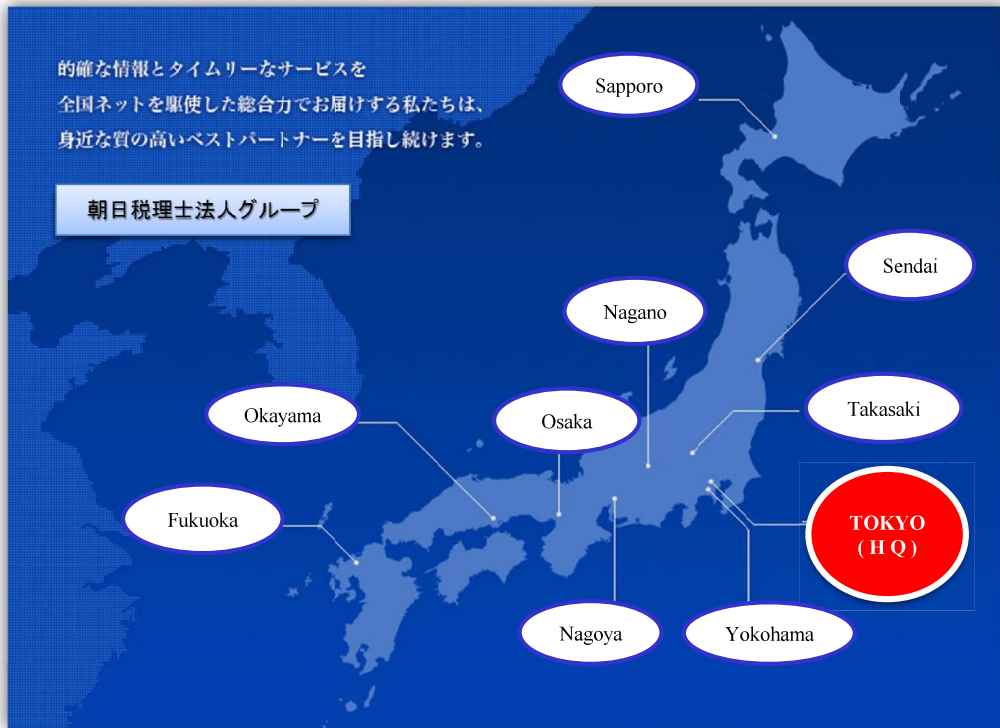 的確な情報とタイムリーなサービスを
全国ネットを駆使した総合力でお届けする私たちは、
身近な質の高いベストパートナーを目指し続けます。
朝日税理士法人グループ
Sapporo
Sendai
Nagano
Okayama
Osaka
Takasaki
Fukuoka
TOKYO
( H Q )
Nagoya
Yokohama